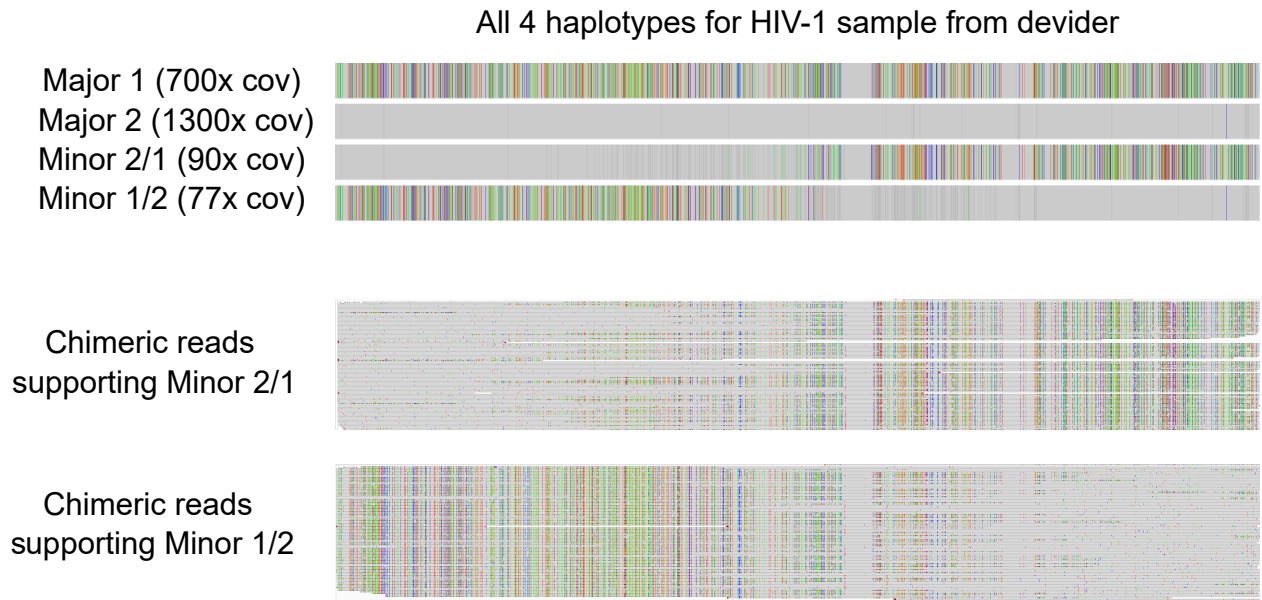 All 4 haplotypes for HIV-1 sample from devider
Major 1 (700x cov)
Major 2 (1300x cov)
Minor 2/1 (90x cov)
Minor 1/2 (77x cov)
Chimeric reads
supporting Minor 2/1
Chimeric reads
supporting Minor 1/2